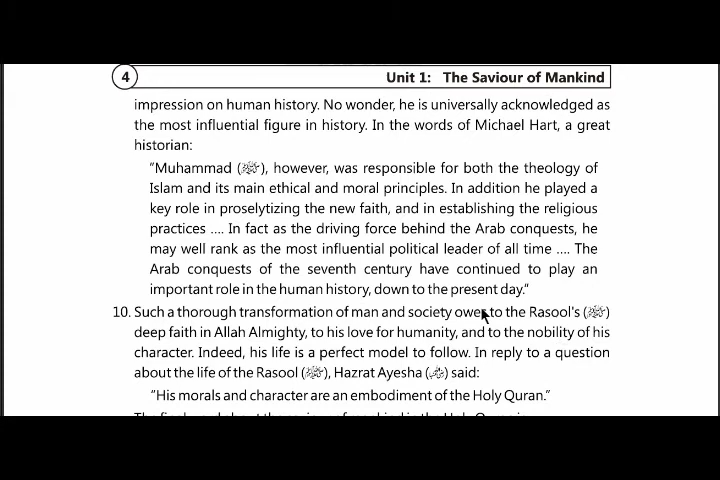 4
Unit 1: The Saviour of Mankind
impression on human history. No wonder, he is universally acknowledged as
the most influential figure in history. In the words of Michael Hart, a great
historian:
"Muhammad (ﷺ), however, was responsible for both the theology of
Islam and its main ethical and moral principles. In addition he played a
key role in proselytizing the new faith, and in establishing the religious
practices .... In fact as the driving force behind the Arab conquests, he
may well rank as the most influential political leader of all time .... The
Arab conquests of the seventh century have continued to play an
important role in the human history, down to the present day."
10. Such a thorough transformation of man and society owes to the Rasool's (ﷺ)
deep faith in Allah Almighty, to his love for humanity, and to the nobility of his
character. Indeed, his life is a perfect model to follow. In reply to a question
about the life of the Rasool (ﷺ), Hazrat Ayesha () said:
"His morals and character are an embodiment of the Holy Quran."